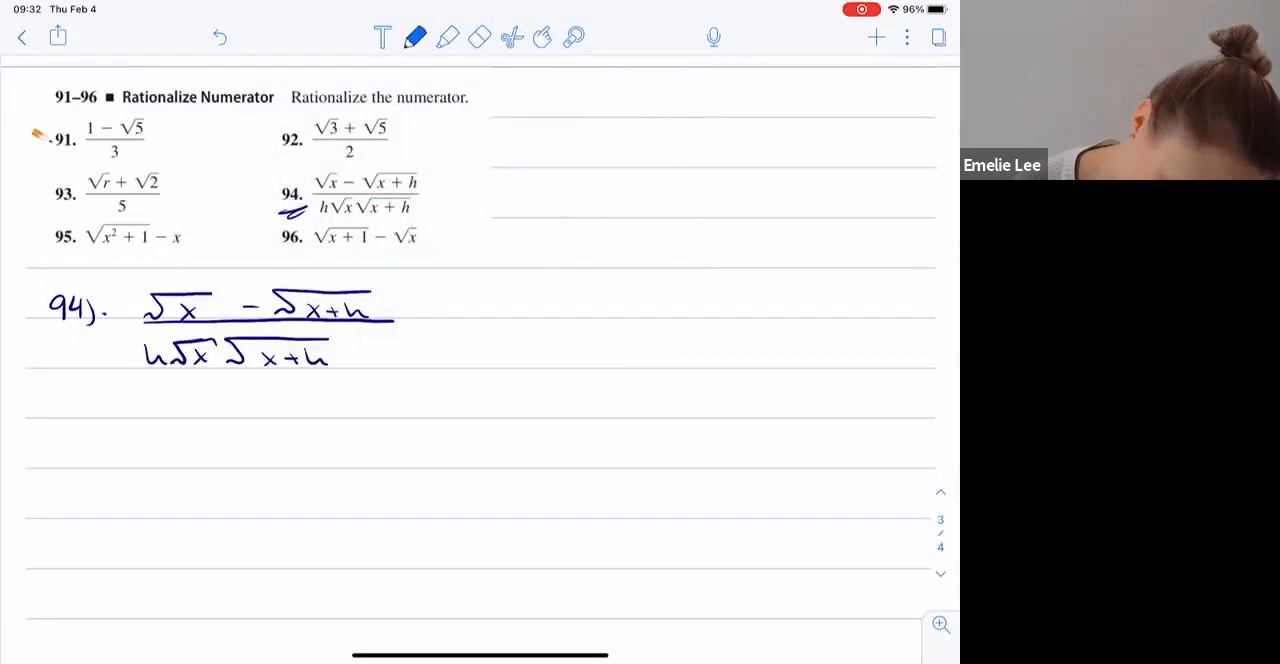 09:32 Thu Feb 4
96%
91–96 ■ Rationalize Numerator Rationalize the numerator.
91. (1 − √5)/3
92. (√3 + √5)/2
93. (√r + √2)/5
94. (√x − √(x + h))/(h√x√(x + h))
95. √(x² + 1) − x
96. √(x + 1) − √x
94). (√x − √(x+h))/(h√x √(x+h))
3
/
4
Emelie Lee